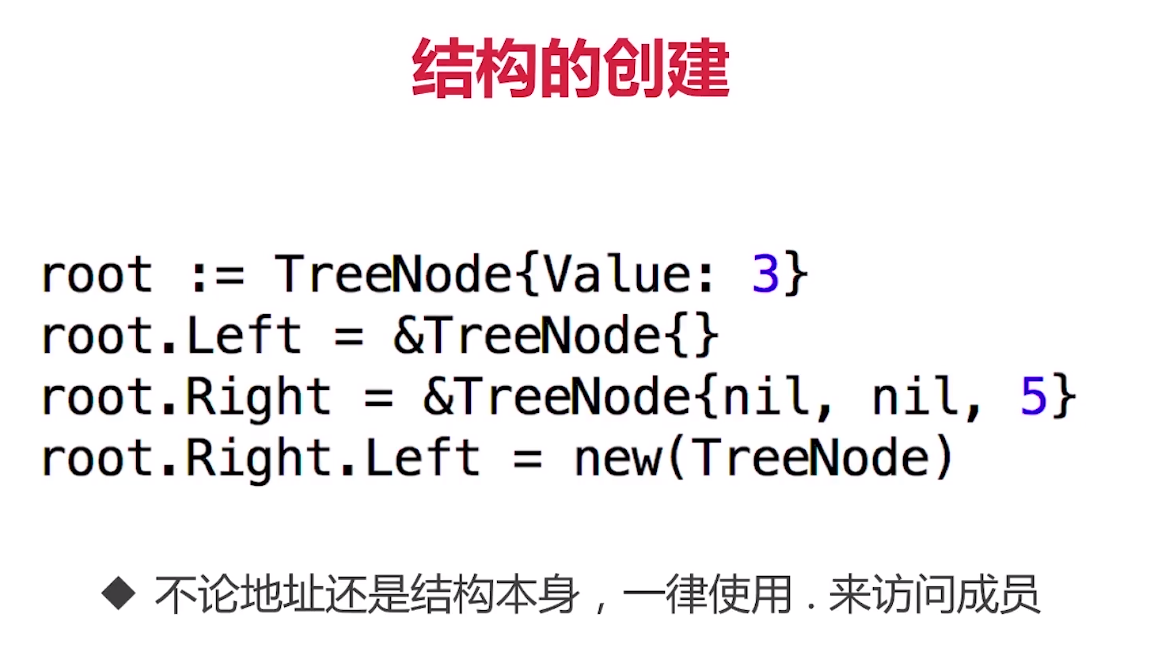 结构的创建
root := TreeNode{Value: 3}
root.Left = &TreeNode{}
root.Right = &TreeNode{nil, nil, 5}
root.Right.Left = new(TreeNode)
◆ 不论地址还是结构本身，一律使用 . 来访问成员